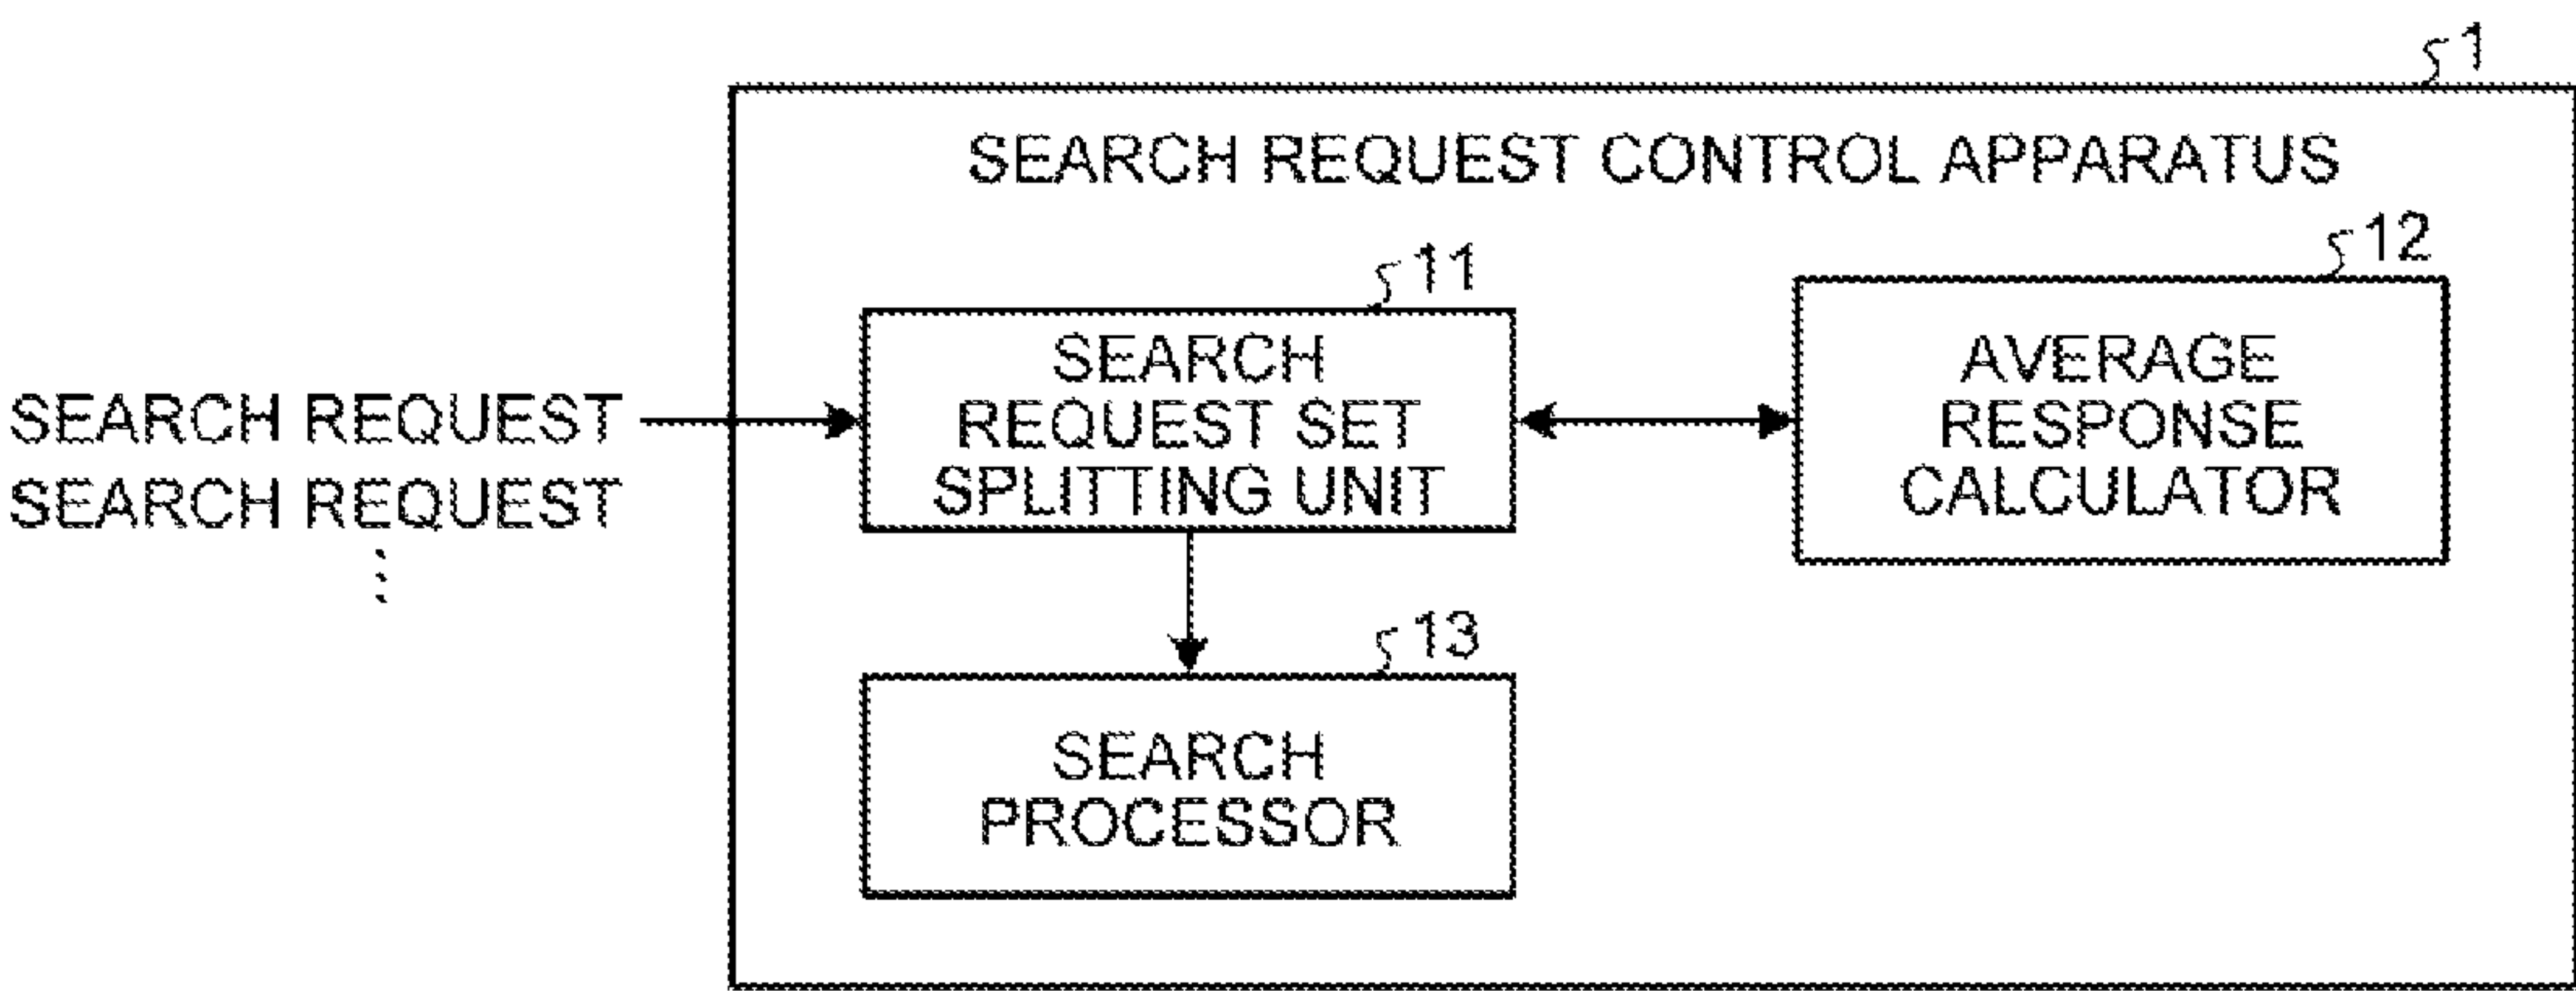 1
SEARCH REQUEST CONTROL APPARATUS
11
SEARCH
REQUEST SET
SPLITTING UNIT
12
AVERAGE
RESPONSE
CALCULATOR
SEARCH REQUEST
SEARCH REQUEST
⋮
13
SEARCH
PROCESSOR